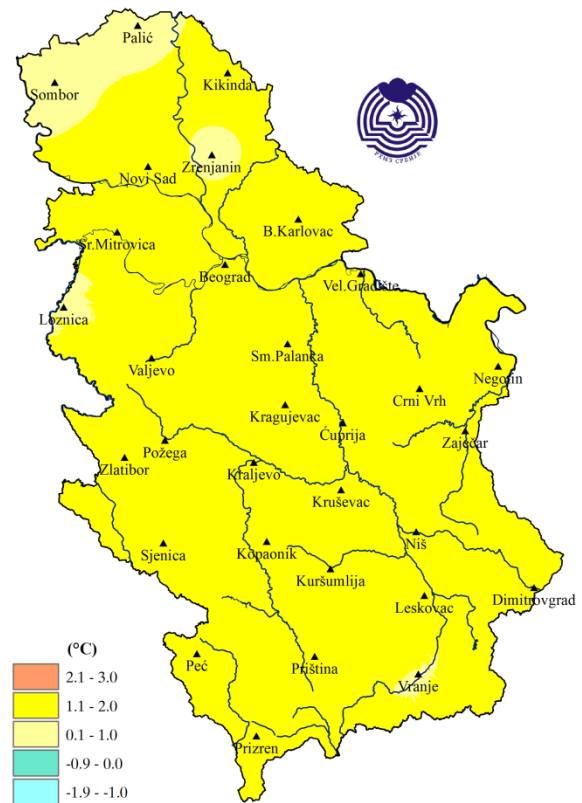 Palić
Kikinda
Sombor
Zrenjanin
Novi Sad
РХМЗ СРБИЈЕ
B.Karlovac
Sr.Mitrovica
Beograd
Vel.Gradište
Loznica
Sm.Palanka
Valjevo
Negotin
Crni Vrh
Kragujevac
Ćuprija
Zaječar
Požega
Zlatibor
Kraljevo
Kruševac
Niš
Sjenica
Kopaonik
Kuršumlija
Leskovac
Dimitrovgrad
Peć
Priština
Vranje
Prizren
(°C)
2.1 - 3.0
1.1 - 2.0
0.1 - 1.0
-0.9 - 0.0
-1.9 - -1.0